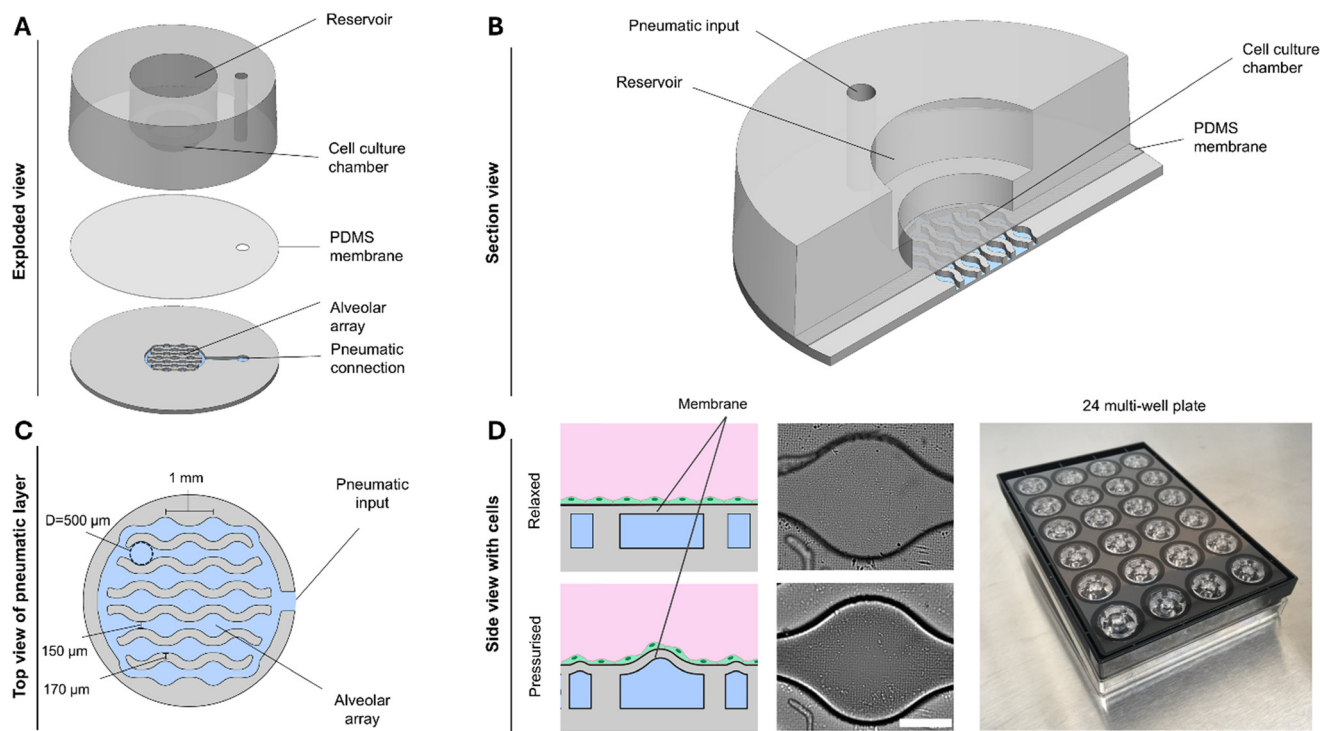 A
Exploded view
Reservoir
Cell culture
chamber
PDMS
membrane
Alveolar
array
Pneumatic
connection
B
Section view
Pneumatic input
Reservoir
Cell culture
chamber
PDMS
membrane
C
Top view of pneumatic layer
1 mm
D=500 µm
150 µm
170 µm
Pneumatic
input
Alveolar
array
D
Side view with cells
Membrane
Relaxed
Pressurised
24 multi-well plate